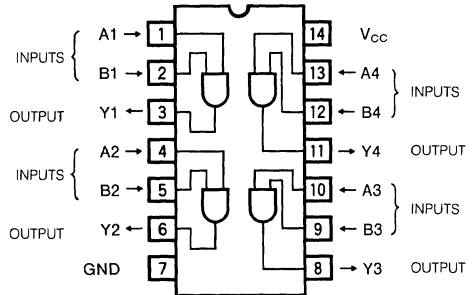 A1 → 1 14 VCC
INPUTS
B1 → 2 13 ← A4
INPUTS
OUTPUT Y1 ← 3 12 ← B4
A2 → 4 11 → Y4 OUTPUT
INPUTS
B2 → 5 10 ← A3
INPUTS
OUTPUT Y2 ← 6 9 ← B3
GND 7 8 → Y3 OUTPUT